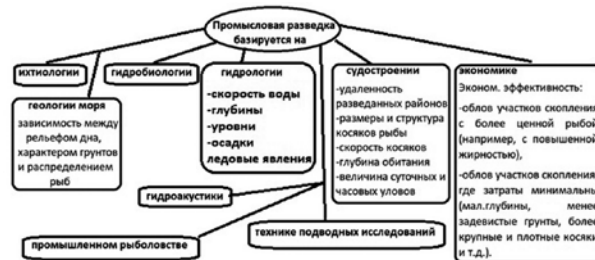 Промысловая разведка
базируется на
ихтиологии
гидробиологии
геологии моря
зависимость между
рельефом дна,
характером грунтов
и распределением
рыб
гидрологии
-скорость воды
-глубины
-уровни
-осадки
ледовые явления
судостроении
-удаленность
разведанных районов
-размеры и структура
косяков рыбы
-скорость косяков
-глубина обитания
-величина суточных и
часовых уловов
экономике
Эконом. эффективность:
-облов участков скопления
с более ценной рыбой
(например, с повышенной
жирностью),
-облов участков скопления,
где затраты минимальны
(мал.глубины, менее
задевистые грунты, более
крупные и плотные косяки
и т.д.).
гидроакустики
промышленном рыболовстве
технике подводных исследований